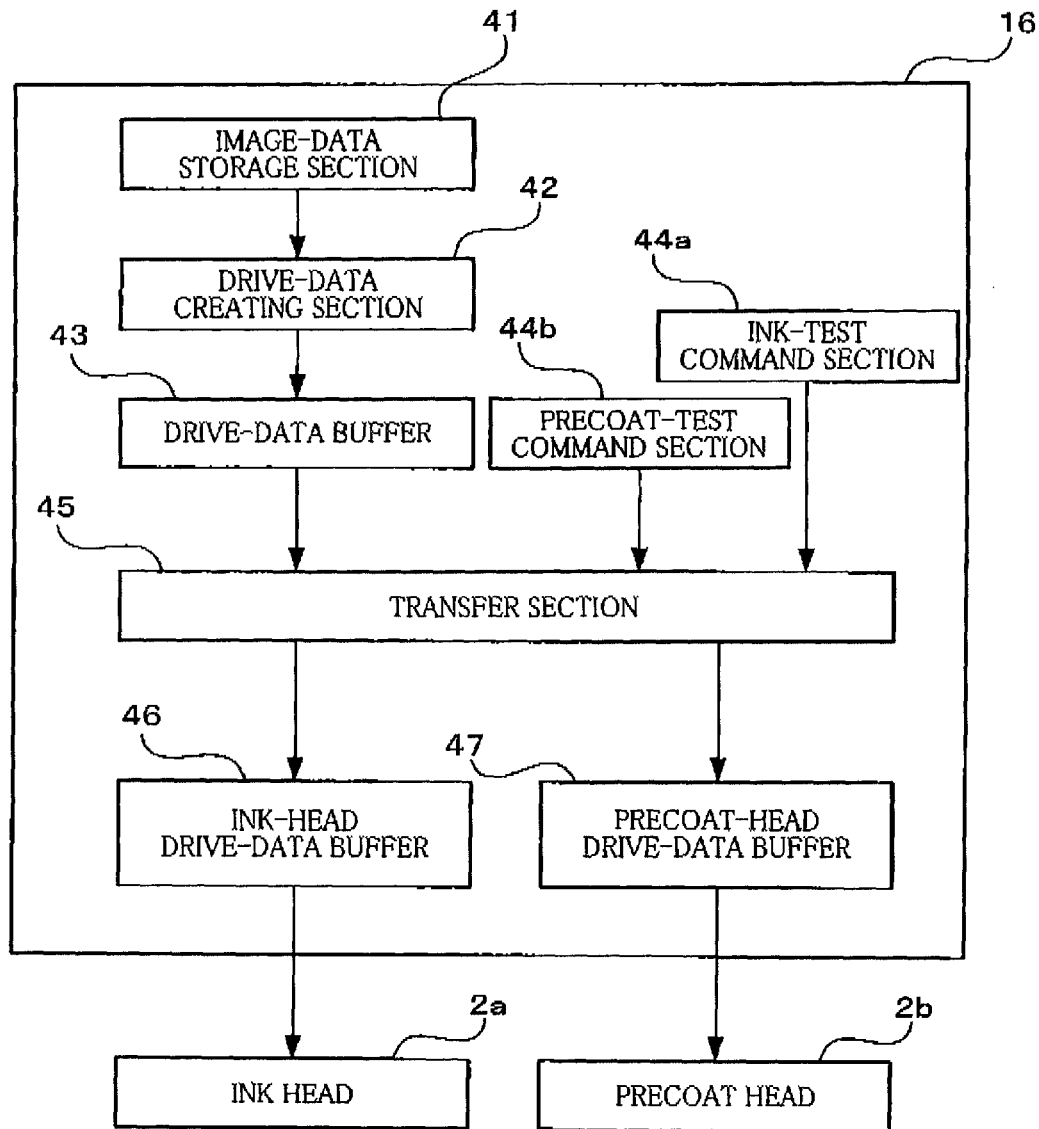 41
16
IMAGE-DATA
STORAGE SECTION
42
DRIVE-DATA
CREATING SECTION
44a
INK-TEST
COMMAND SECTION
43
44b
DRIVE-DATA BUFFER
PRECOAT-TEST
COMMAND SECTION
45
TRANSFER SECTION
46
47
INK-HEAD
DRIVE-DATA BUFFER
PRECOAT-HEAD
DRIVE-DATA BUFFER
2a
2b
INK HEAD
PRECOAT HEAD